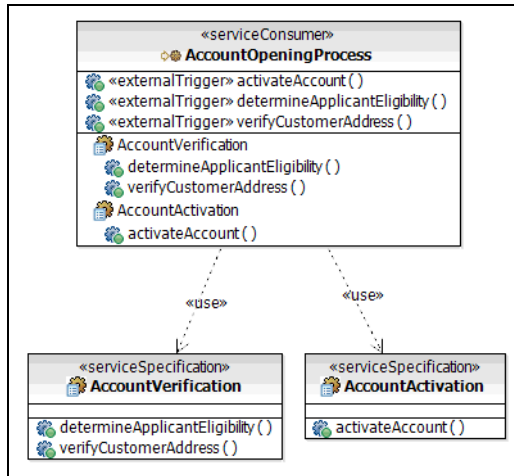 «serviceConsumer»
AccountOpeningProcess
«externalTrigger» activateAccount ( )
«externalTrigger» determineApplicantEligibility ( )
«externalTrigger» verifyCustomerAddress ( )
AccountVerification
determineApplicantEligibility ( )
verifyCustomerAddress ( )
AccountActivation
activateAccount ( )
«use»
«use»
«serviceSpecification»
AccountVerification
determineApplicantEligibility ( )
verifyCustomerAddress ( )
«serviceSpecification»
AccountActivation
activateAccount ( )